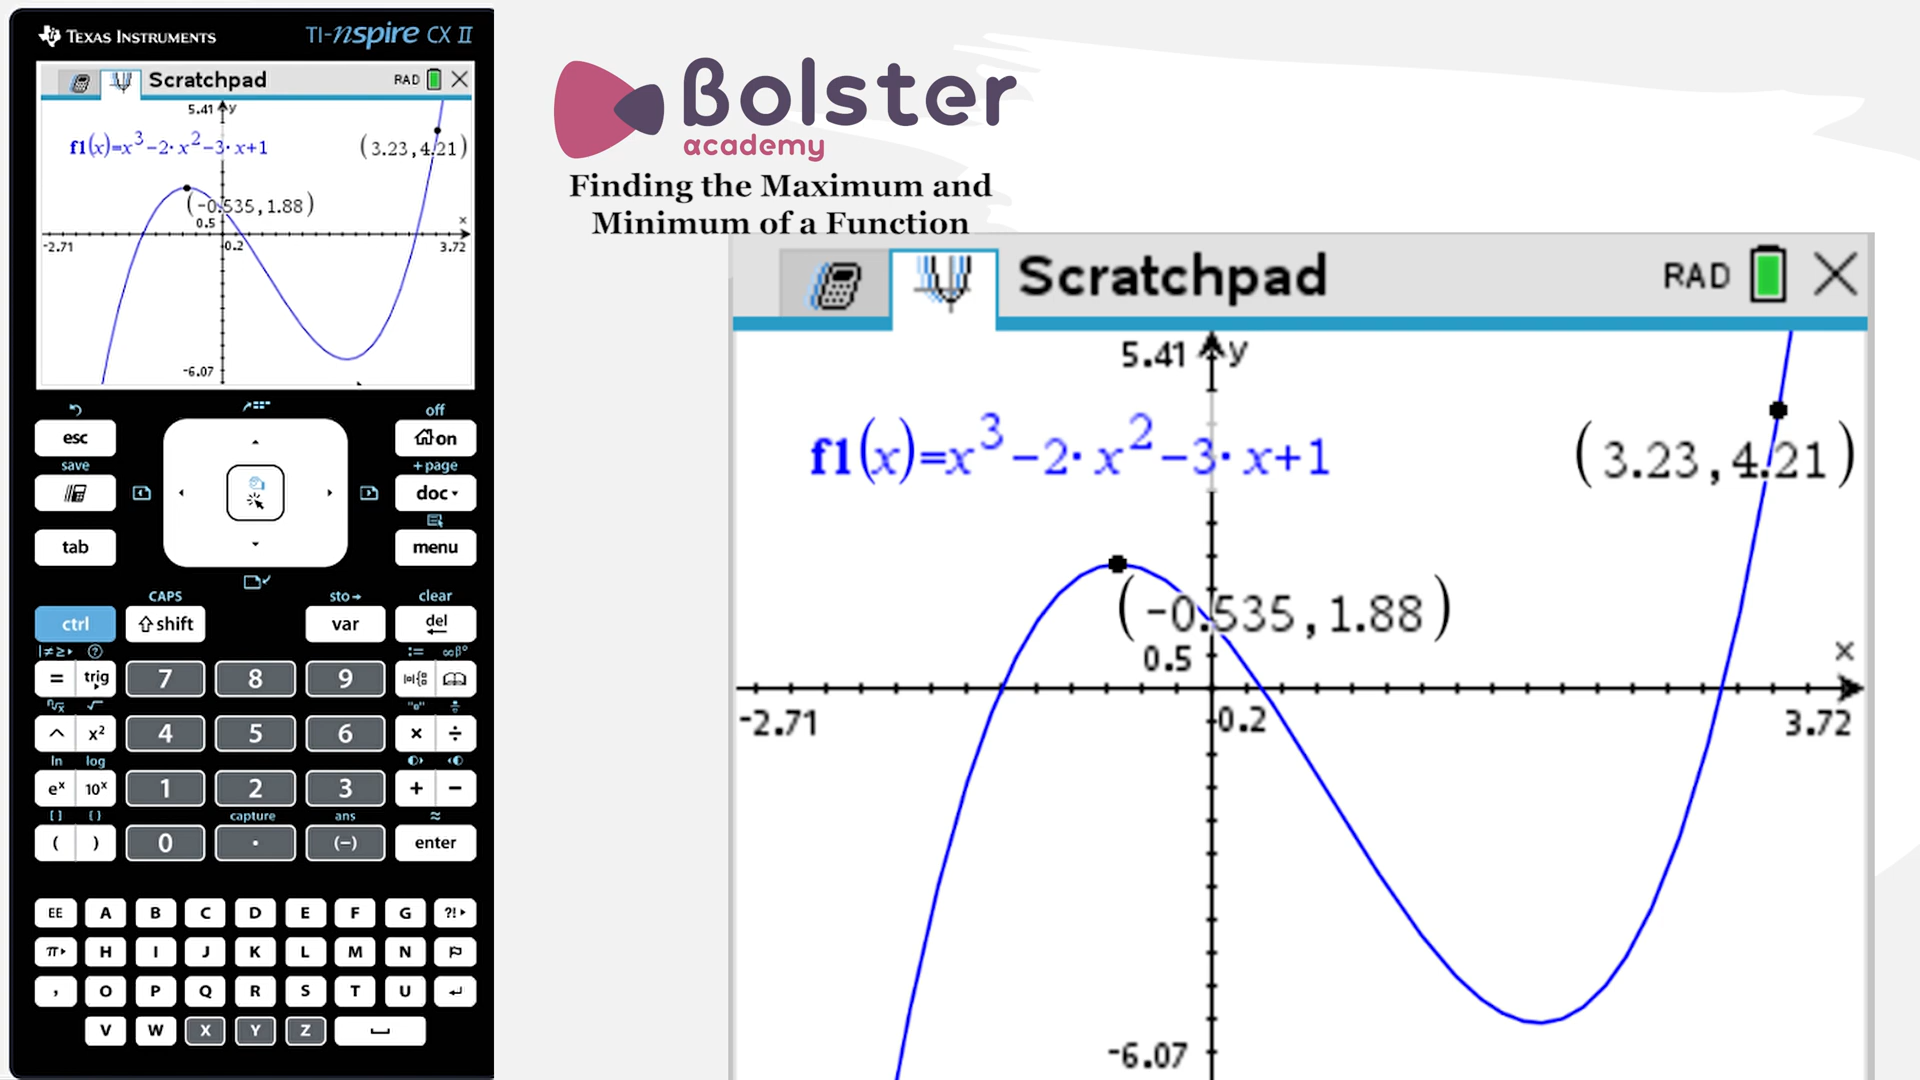 TEXAS INSTRUMENTS
TI-nspire CX II
Scratchpad
RAD
5.41 y
f1(x)=x³-2·x²-3·x+1
(3.23,4.21)
(-0.535,1.88)
0.5
x
-2.71
0.2
3.72
-6.07
off
esc
on
save
+ page
doc
tab
menu
CAPS
sto→
clear
ctrl
⇧shift
var
del
|≠≥▸ ?
:= ∞β°
= trig 7 8 9
ⁿ√x √
"∘" ÷
^ x² 4 5 6 × ÷
ln log
eˣ 10ˣ 1 2 3 + −
[ ] { }
capture
ans
≈
( ) 0 . (−) enter
EE A B C D E F G ?!▸
π▸ H I J K L M N
, O P Q R S T U ↵
V W X Y Z
Bolster
academy
Finding the Maximum and
Minimum of a Function
Scratchpad
RAD
5.41 y
f1(x)=x³-2·x²-3·x+1
(3.23,4.21)
(-0.535,1.88)
0.5
x
-2.71
0.2
3.72
-6.07